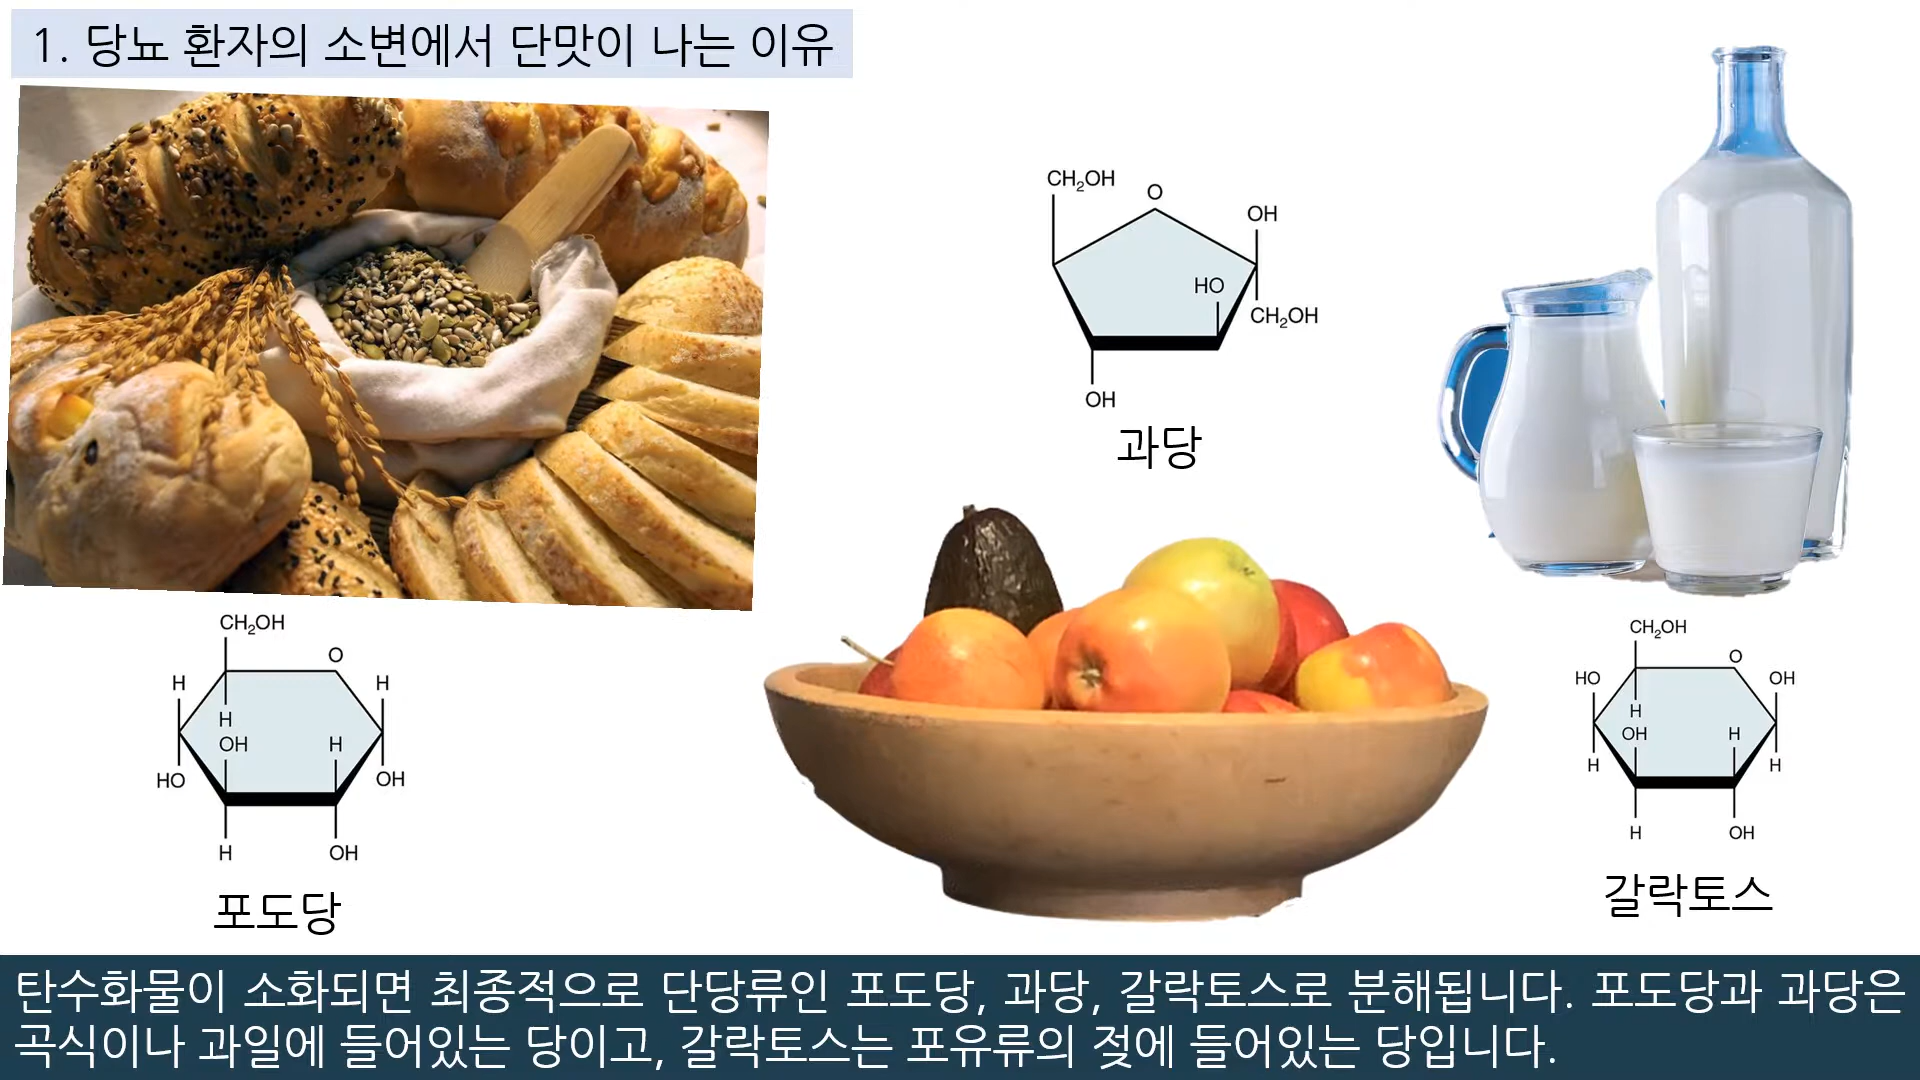 1. 당뇨 환자의 소변에서 단맛이 나는 이유
CH2OH
O
OH
HO
CH2OH
OH
과당
CH2OH
O
H
H
H
OH
H
HO
OH
H
OH
포도당
CH2OH
O
HO
OH
H
OH
H
H
H
H
OH
갈락토스
탄수화물이 소화되면 최종적으로 단당류인 포도당, 과당, 갈락토스로 분해됩니다. 포도당과 과당은
곡식이나 과일에 들어있는 당이고, 갈락토스는 포유류의 젖에 들어있는 당입니다.